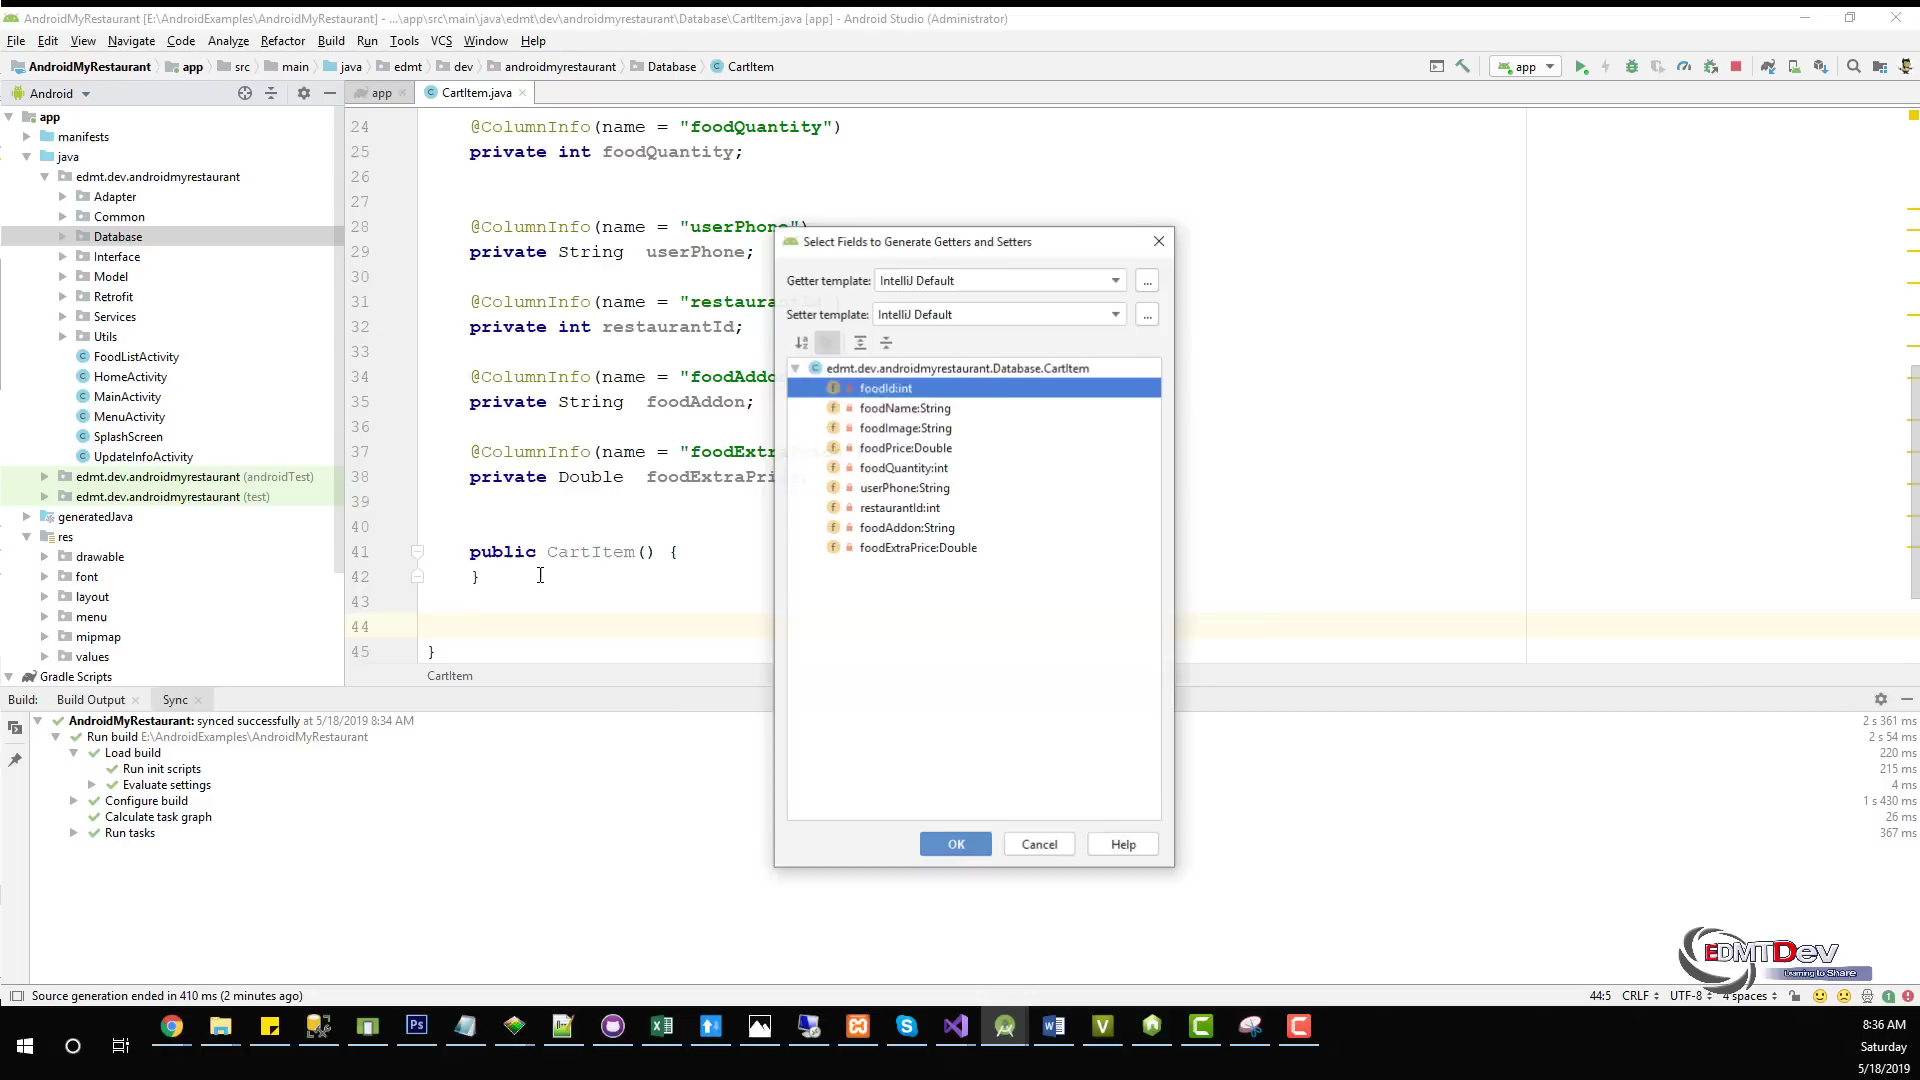 AndroidMyRestaurant [E:\AndroidExamples\AndroidMyRestaurant] - ...\app\src\main\java\edmt\dev\androidmyrestaurant\Database\CartItem.java [app] - Android Studio (Administrator)
File Edit View Navigate Code Analyze Refactor Build Run Tools VCS Window Help
AndroidMyRestaurant app src main java edmt dev androidmyrestaurant Database CartItem app
Android app CartItem.java
app
manifests
java
edmt.dev.androidmyrestaurant
Adapter
Common
Database
Interface
Model
Retrofit
Services
Utils
FoodListActivity
HomeActivity
MainActivity
MenuActivity
SplashScreen
UpdateInfoActivity
edmt.dev.androidmyrestaurant (androidTest)
edmt.dev.androidmyrestaurant (test)
generatedJava
res
drawable
font
layout
menu
mipmap
values
Gradle Scripts
24 @ColumnInfo(name = "foodQuantity")
25 private int foodQuantity;
26
27
28 @ColumnInfo(name = "userPhone")
29 private String userPhone;
30
31 @ColumnInfo(name = "restaurantId
32 private int restaurantId;
33
34 @ColumnInfo(name = "foodAddo
35 private String foodAddon;
36
37 @ColumnInfo(name = "foodExtra
38 private Double foodExtraPri
39
40
41 public CartItem() {
42 }
43
44
45 }
CartItem
Select Fields to Generate Getters and Setters
Getter template: IntelliJ Default ...
Setter template: IntelliJ Default ...
edmt.dev.androidmyrestaurant.Database.CartItem
foodId:int
foodName:String
foodImage:String
foodPrice:Double
foodQuantity:int
userPhone:String
restaurantId:int
foodAddon:String
foodExtraPrice:Double
OK Cancel Help
Build: Build Output Sync
AndroidMyRestaurant: synced successfully at 5/18/2019 8:34 AM 2 s 361 ms
Run build E:\AndroidExamples\AndroidMyRestaurant 2 s 54 ms
Load build 220 ms
Run init scripts 215 ms
Evaluate settings 4 ms
Configure build 1 s 430 ms
Calculate task graph 26 ms
Run tasks 367 ms
EDMTDev
Learning to Share
Source generation ended in 410 ms (2 minutes ago) 44:5 CRLF UTF-8 4 spaces 1
8:36 AM
Saturday
5/18/2019